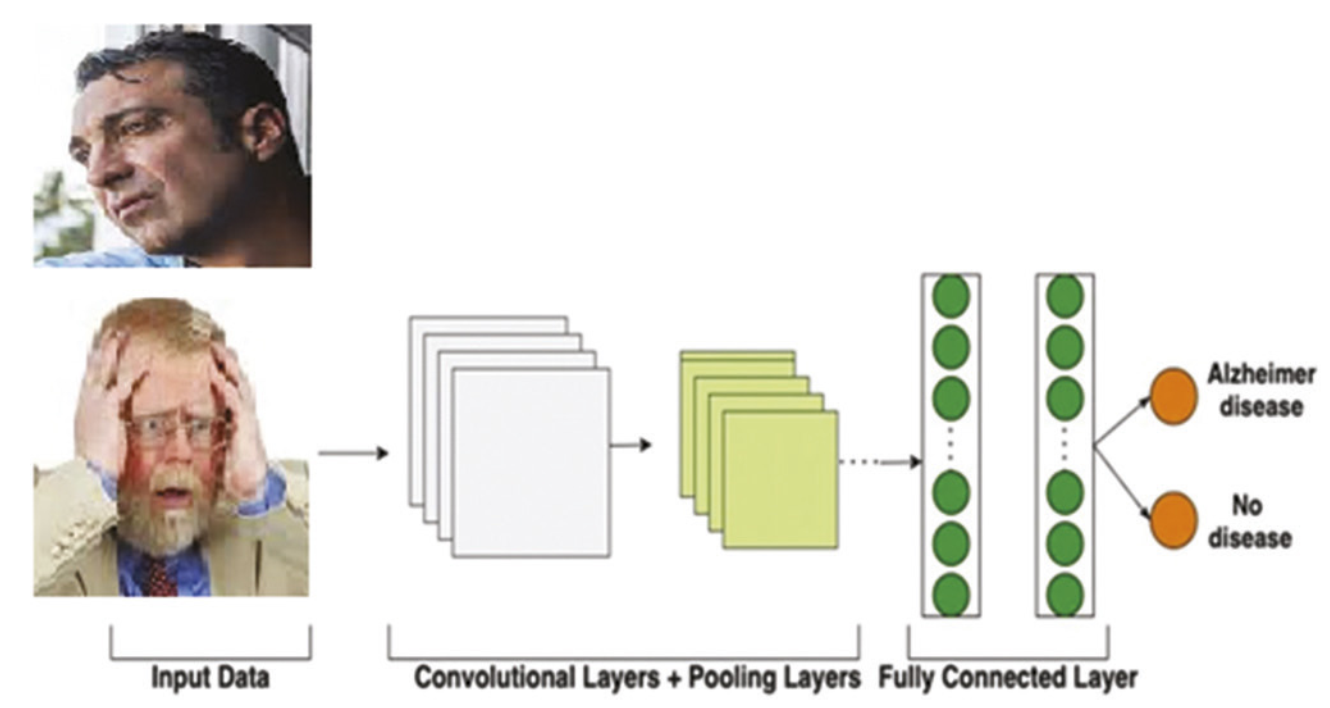 Alzheimer
disease
No
disease
Input Data
Convolutional Layers + Pooling Layers
Fully Connected Layer